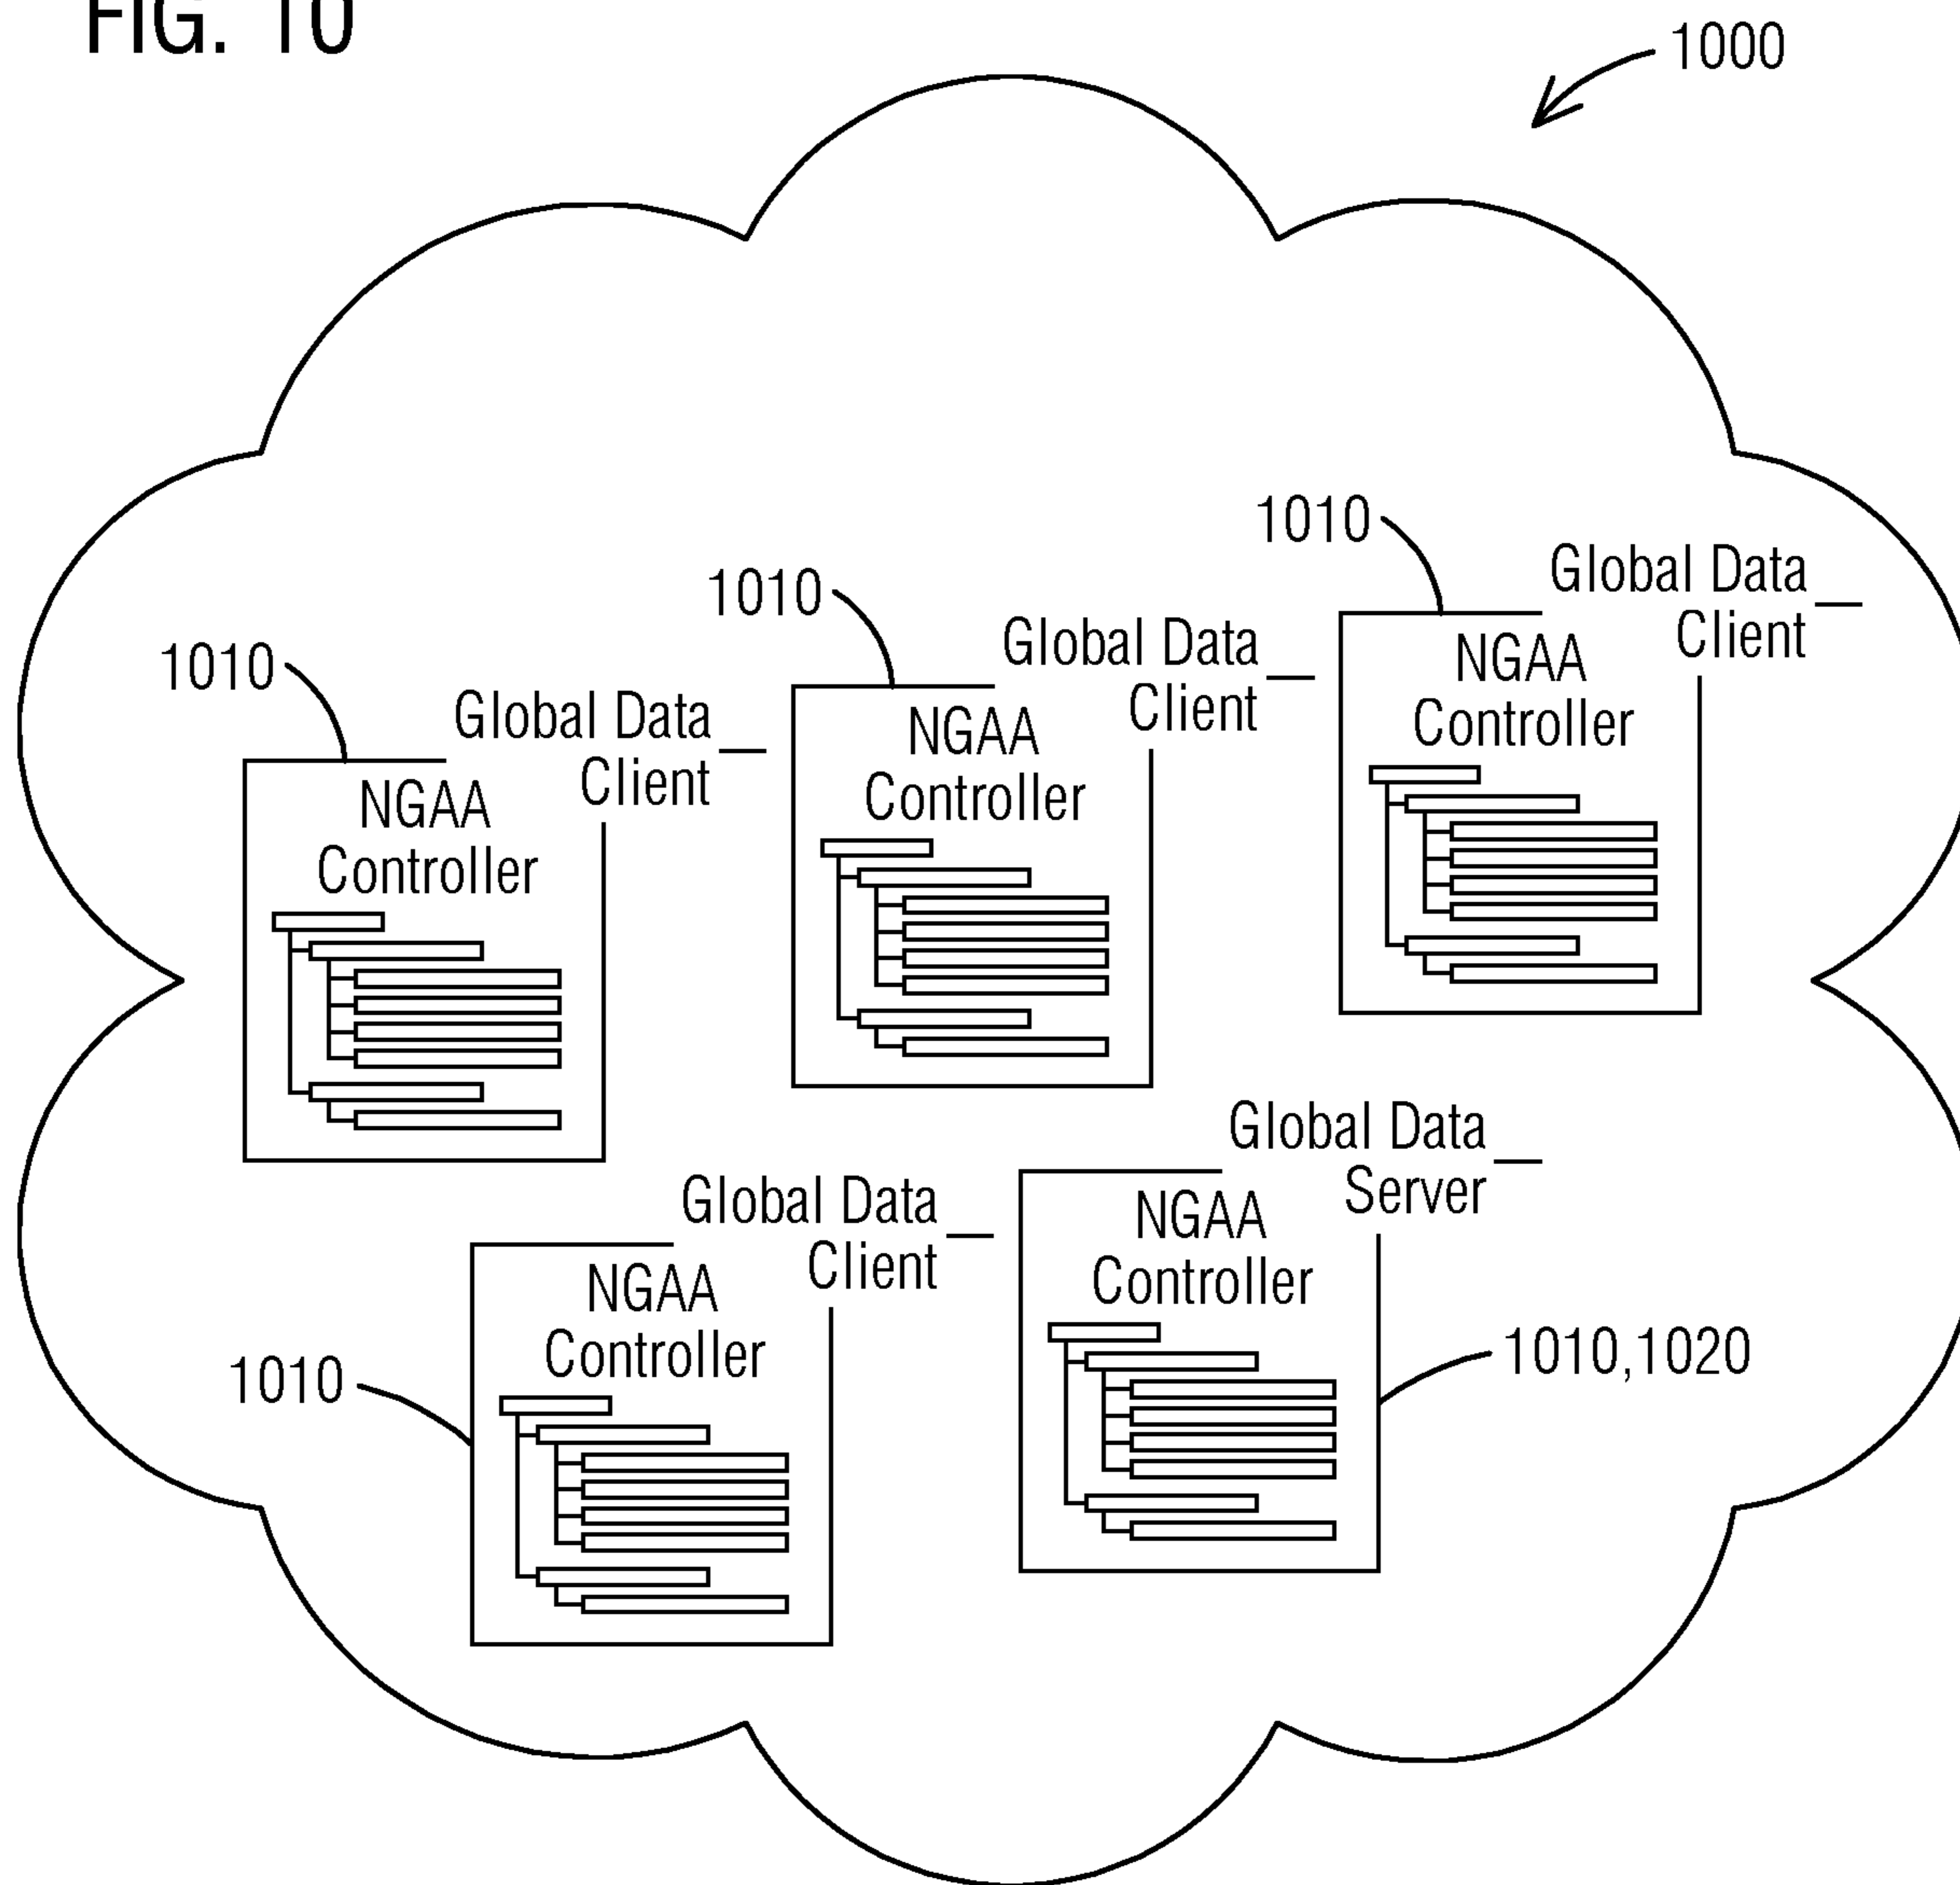 FIG. 10
1000
1010
Global Data
Client
NGAA
Controller
1010
Global Data
Client
NGAA
Controller
1010
Global Data
Client
NGAA
Controller
1010
Global Data
Client
NGAA
Controller
Global Data
Server
NGAA
Controller
1010,1020